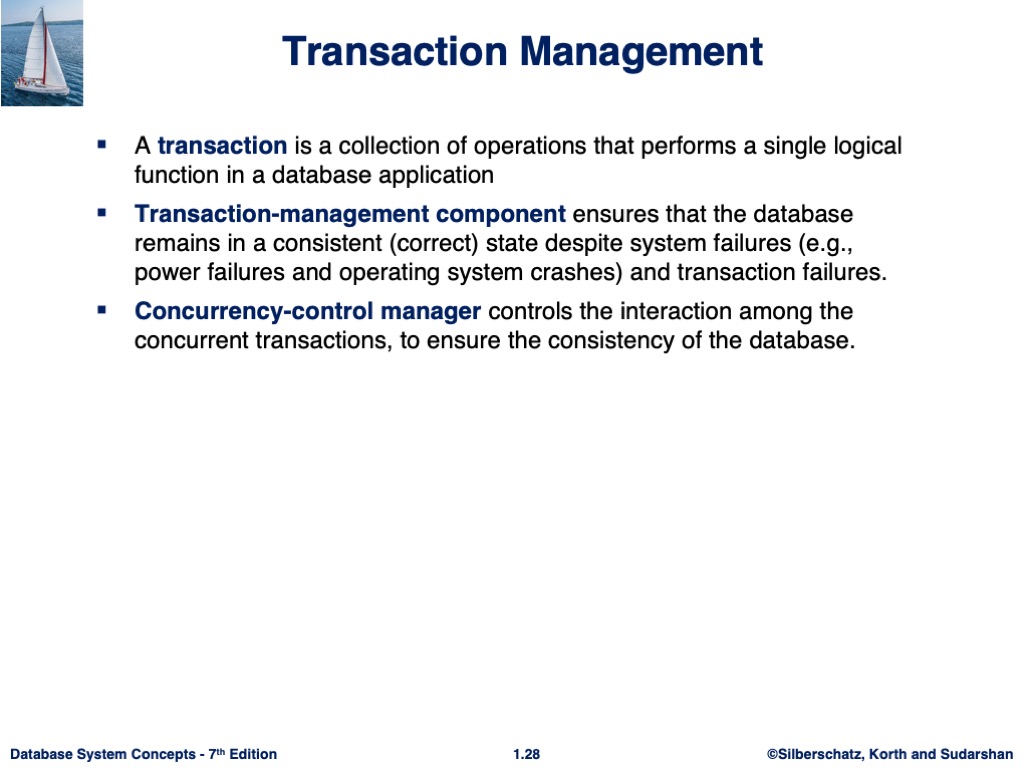 Transaction Management
▪ A transaction is a collection of operations that performs a single logical
function in a database application
▪ Transaction-management component ensures that the database
remains in a consistent (correct) state despite system failures (e.g.,
power failures and operating system crashes) and transaction failures.
▪ Concurrency-control manager controls the interaction among the
concurrent transactions, to ensure the consistency of the database.
Database System Concepts - 7th Edition
1.28
©Silberschatz, Korth and Sudarshan